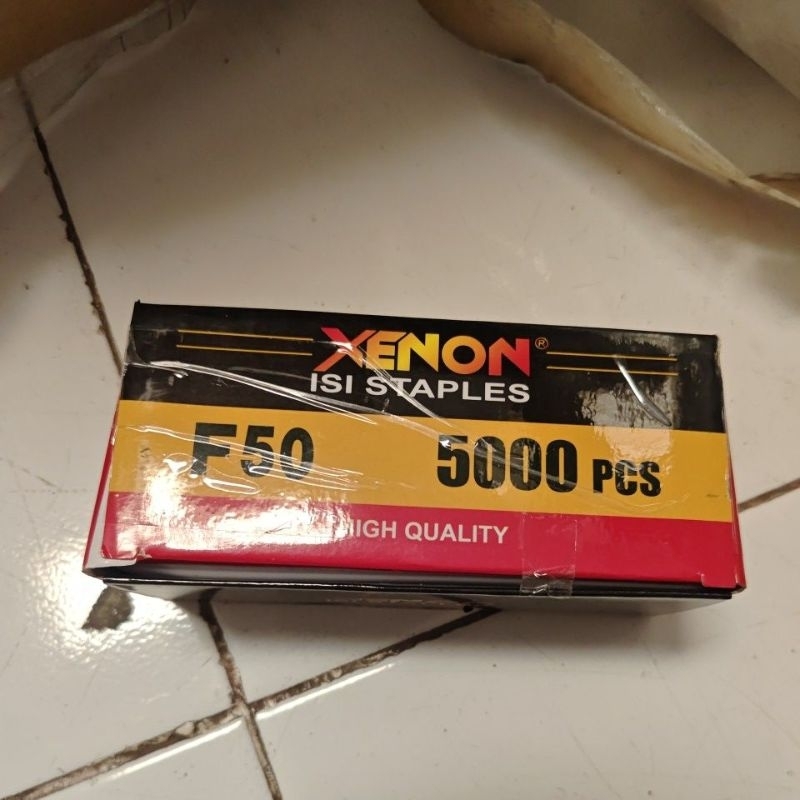 XENON®
ISI STAPLES
F50 5000 PCS
HIGH QUALITY